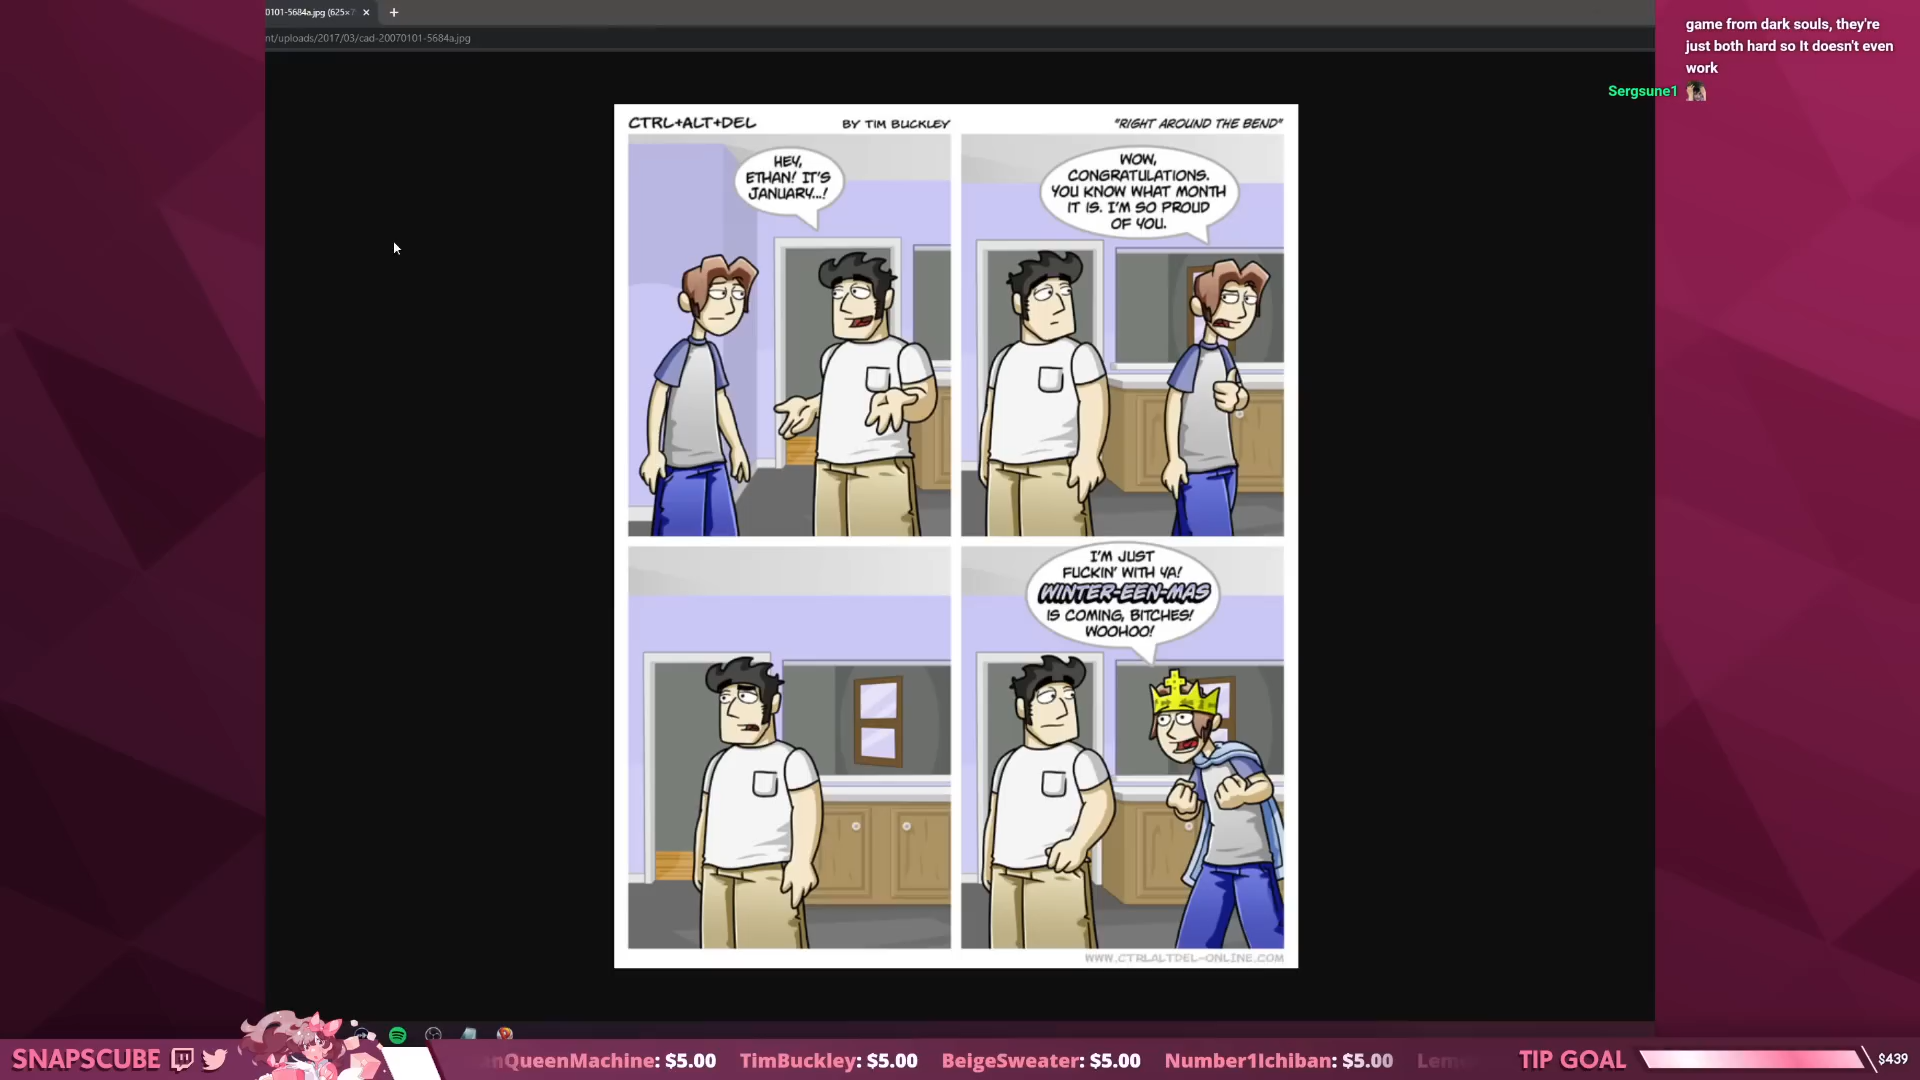 0101-5684a.jpg (625×7
nt/uploads/2017/03/cad-20070101-5684a.jpg
game from dark souls, they're
just both hard so It doesn't even
work
Sergsune1
CTRL+ALT+DEL
BY TIM BUCKLEY
"RIGHT AROUND THE BEND"
HEY,
ETHAN! IT'S
JANUARY...!
WOW,
CONGRATULATIONS.
YOU KNOW WHAT MONTH
IT IS. I'M SO PROUD
OF YOU.
I'M JUST
FUCKIN' WITH YA!
WINTER-EEN-MAS
IS COMING, BITCHES!
WOOHOO!
WWW.CTRLALTDEL-ONLINE.COM
SNAPSCUBE
anQueenMachine: $5.00
TimBuckley: $5.00
BeigeSweater: $5.00
Number1Ichiban: $5.00
Lem
TIP GOAL
$439